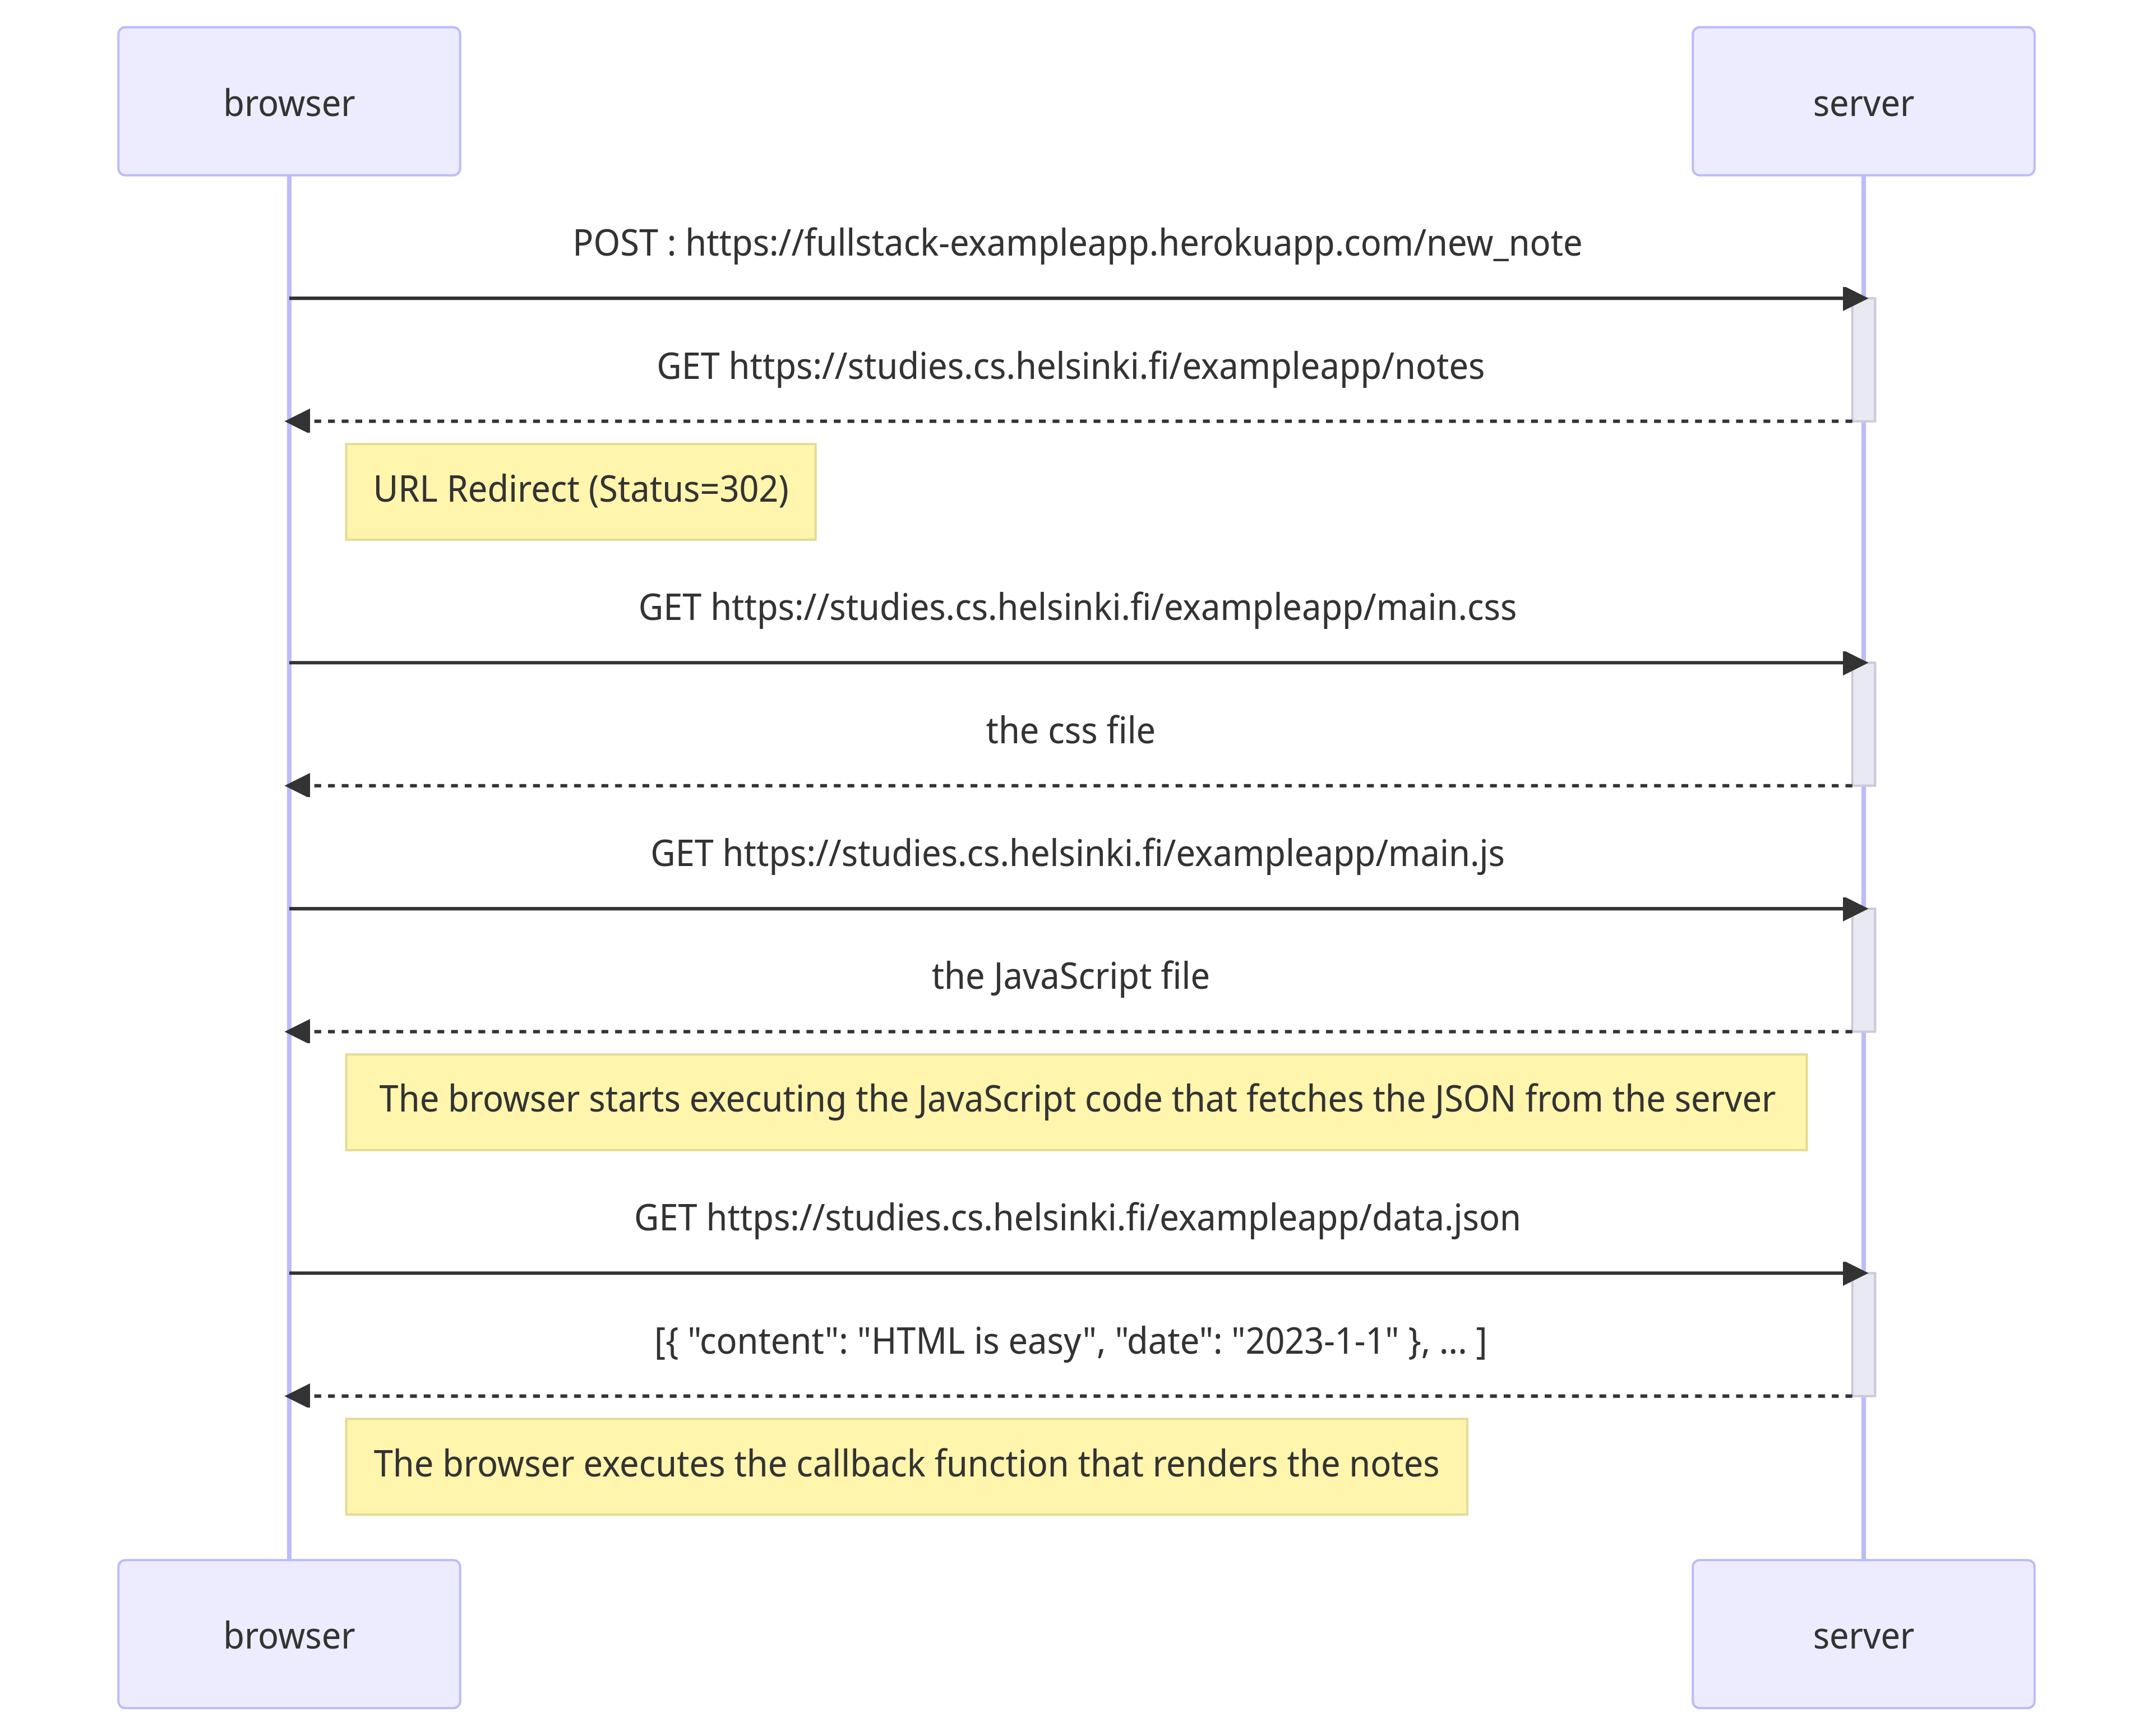 browser
server
POST : https://fullstack-exampleapp.herokuapp.com/new_note
GET https://studies.cs.helsinki.fi/exampleapp/notes
URL Redirect (Status=302)
GET https://studies.cs.helsinki.fi/exampleapp/main.css
the css file
GET https://studies.cs.helsinki.fi/exampleapp/main.js
the JavaScript file
The browser starts executing the JavaScript code that fetches the JSON from the server
GET https://studies.cs.helsinki.fi/exampleapp/data.json
[{ "content": "HTML is easy", "date": "2023-1-1" }, ... ]
The browser executes the callback function that renders the notes
browser
server